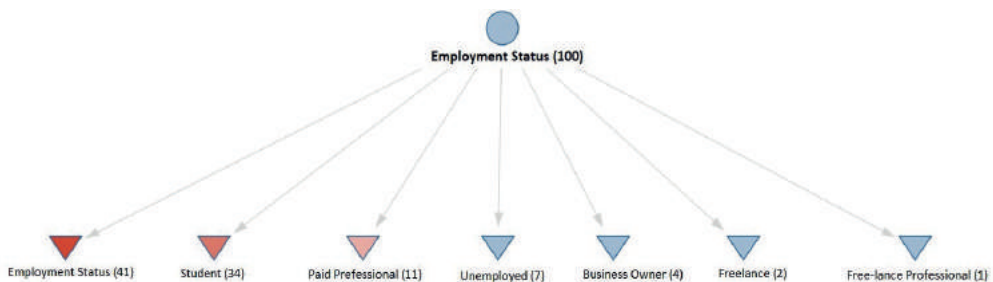 Employment Status (100)
Employment Status (41)
Student (34)
Paid Prefessional (11)
Unemployed (7)
Business Owner (4)
Freelance (2)
Free-lance Professional (1)